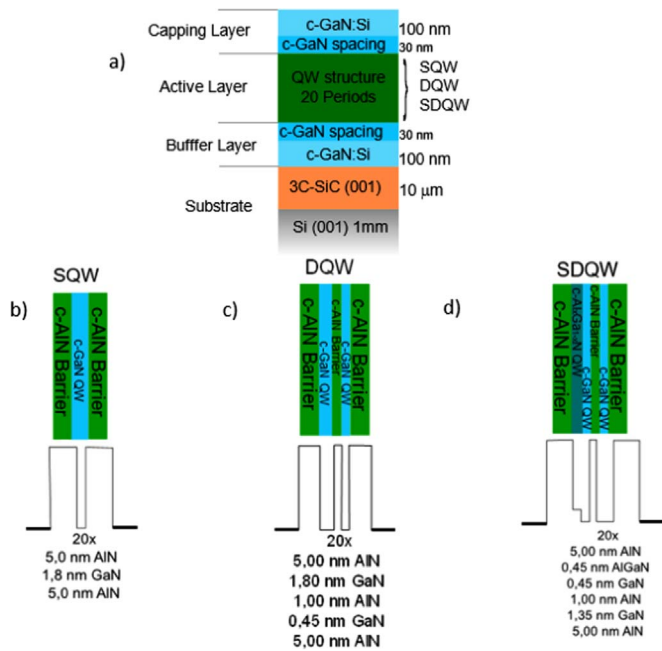 Capping Layer
c-GaN:Si
100 nm
c-GaN spacing
30 nm
a)
Active Layer
QW structure
20 Periods
SQW
DQW
SDQW
Bufffer Layer
c-GaN spacing
30 nm
c-GaN:Si
100 nm
Substrate
3C-SiC (001)
10 µm
Si (001) 1mm
b)
SQW
c-AlN Barrier
c-GaN QW
c-AlN Barrier
20x
5,0 nm AlN
1,8 nm GaN
5,0 nm AlN
c)
DQW
c-AlN Barrier
c-GaN QW
c-AlN Barrier
c-GaN QW
c-AlN Barrier
20x
5,00 nm AlN
1,80 nm GaN
1,00 nm AlN
0,45 nm GaN
5,00 nm AlN
d)
SDQW
c-AlN Barrier
QW
c-GaN QW
c-AlN Barrier
c-GaN QW
c-AlN Barrier
20x
5,00 nm AlN
0,45 nm AlGaN
0,45 nm GaN
1,00 nm AlN
1,35 nm GaN
5,00 nm AlN